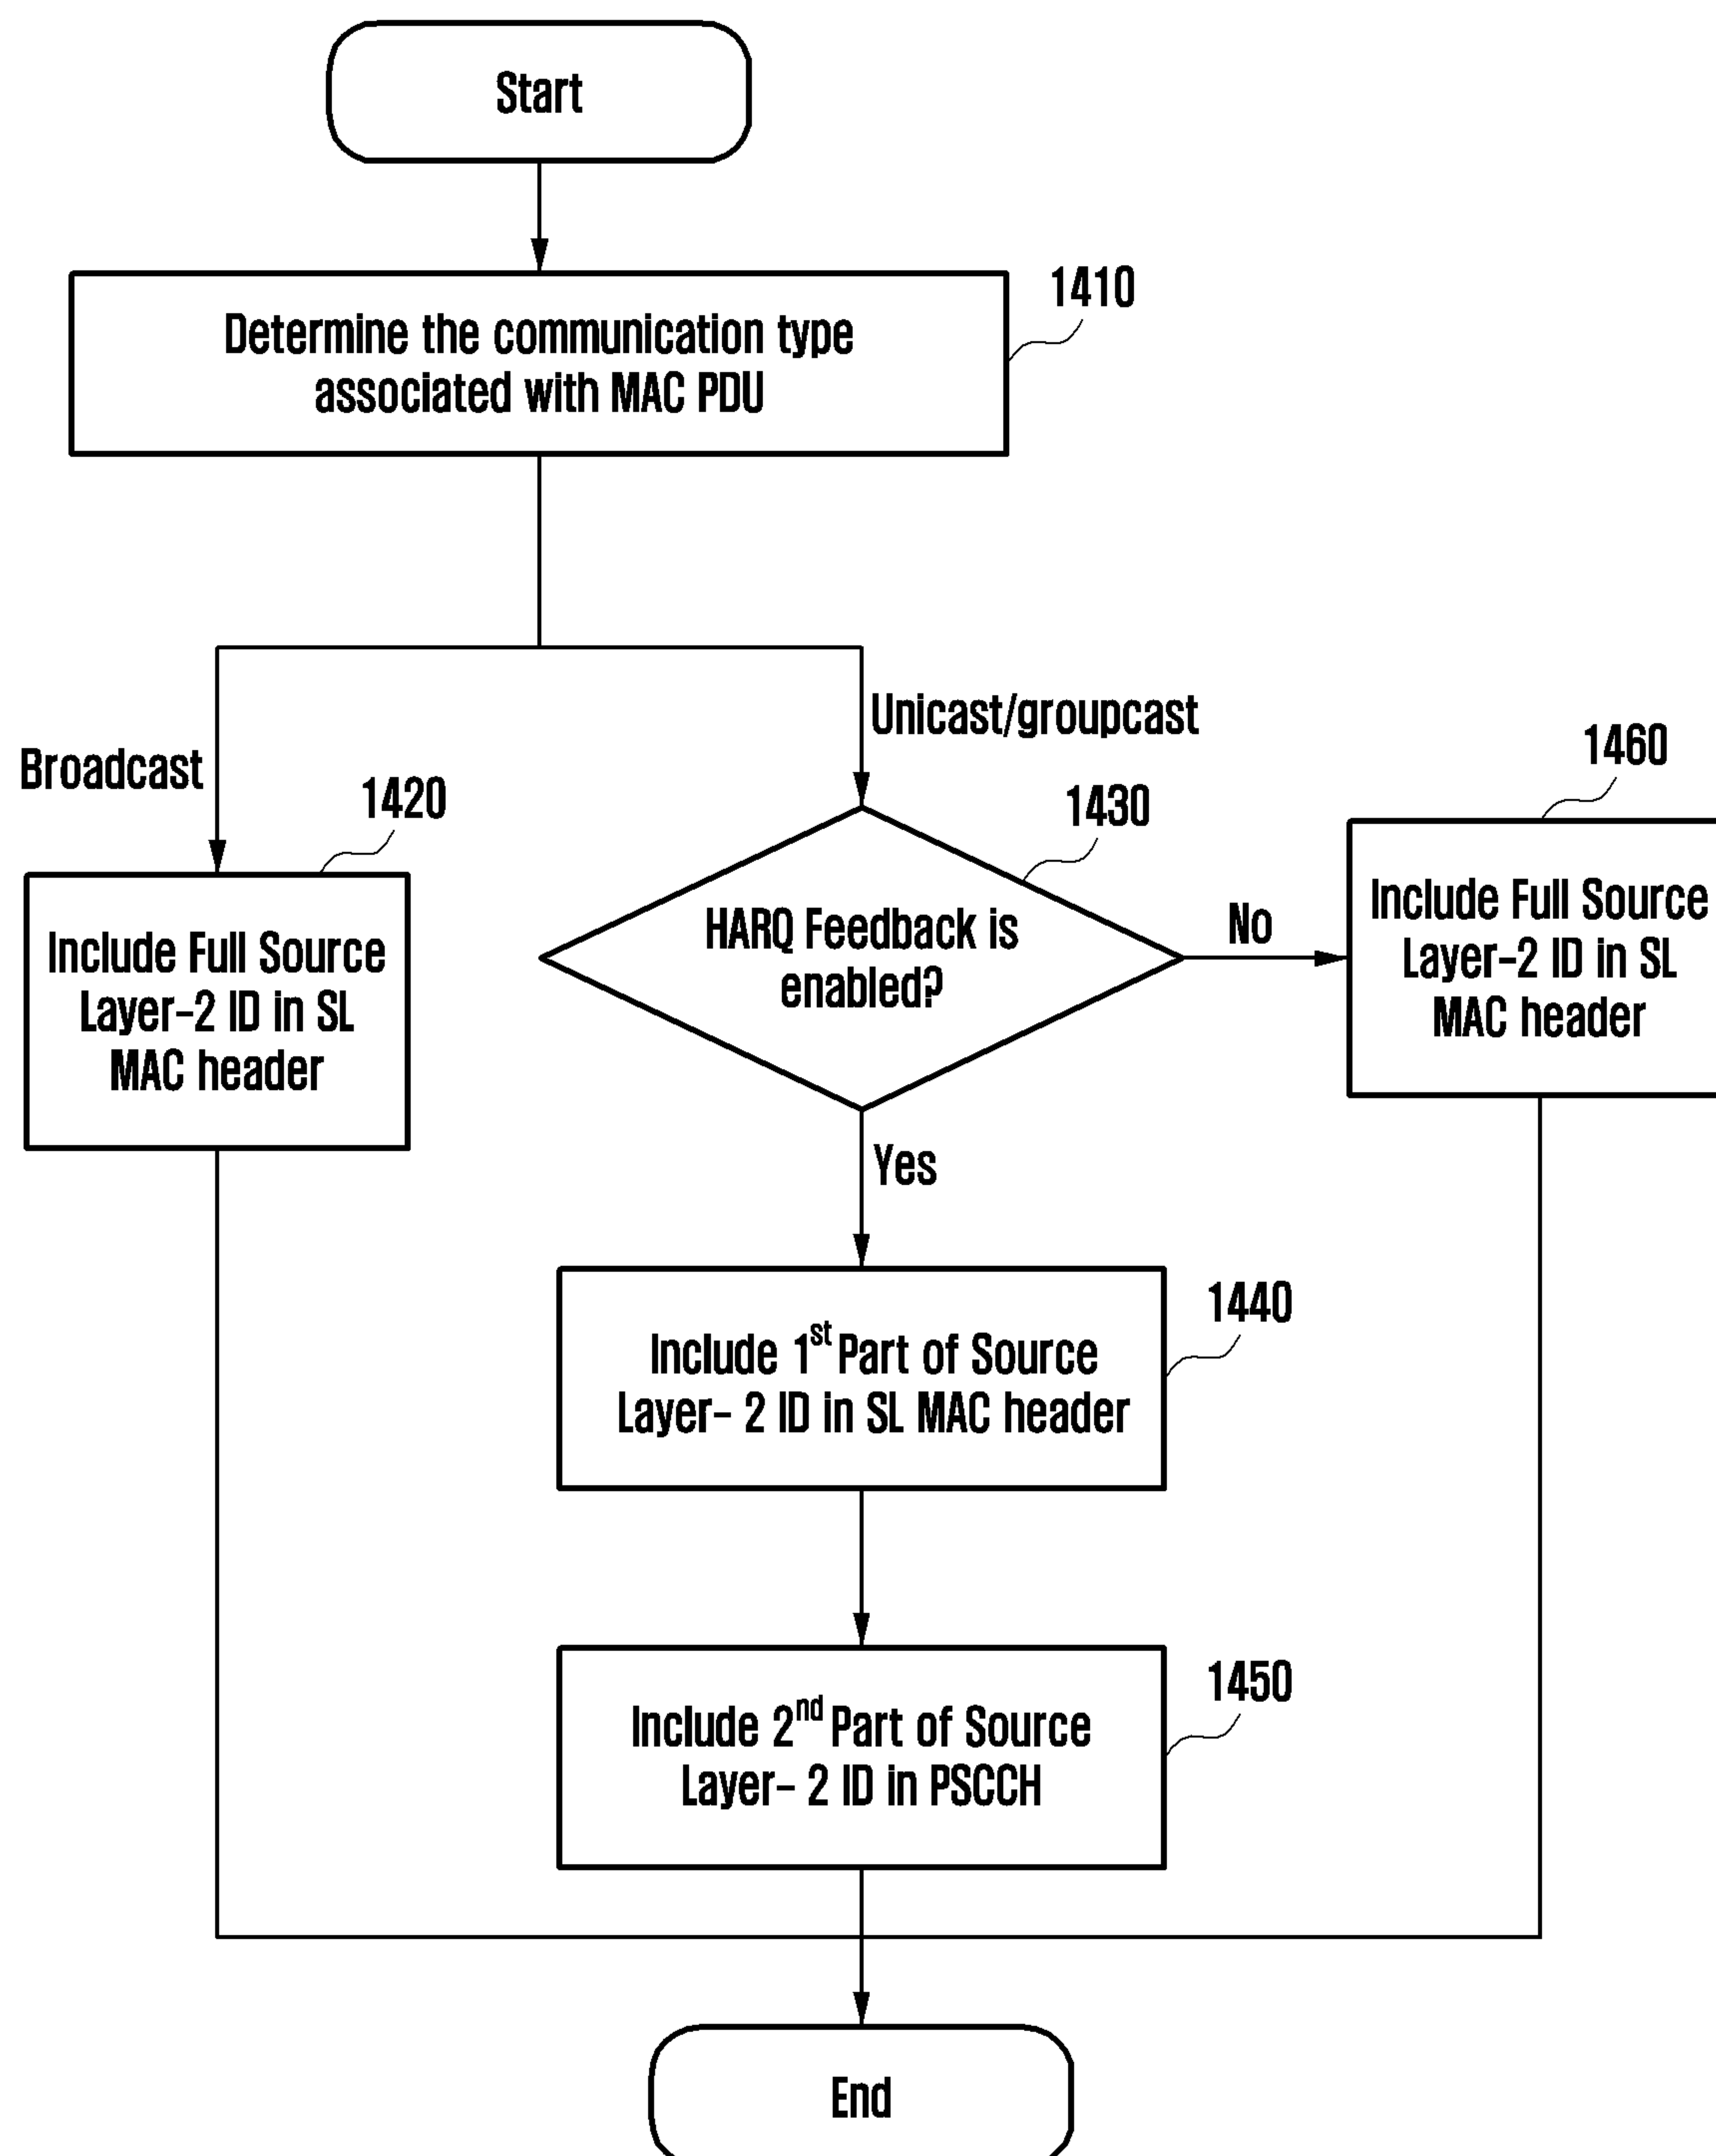 Start
1410
Determine the communication type
associated with MAC PDU
Unicast/groupcast
Broadcast
1420
1430
1460
Include Full Source
Layer-2 ID in SL
MAC header
HARQ Feedback is
enabled?
No
Include Full Source
Layer-2 ID in SL
MAC header
Yes
1440
Include 1st Part of Source
Layer- 2 ID in SL MAC header
1450
Include 2nd Part of Source
Layer- 2 ID in PSCCH
End